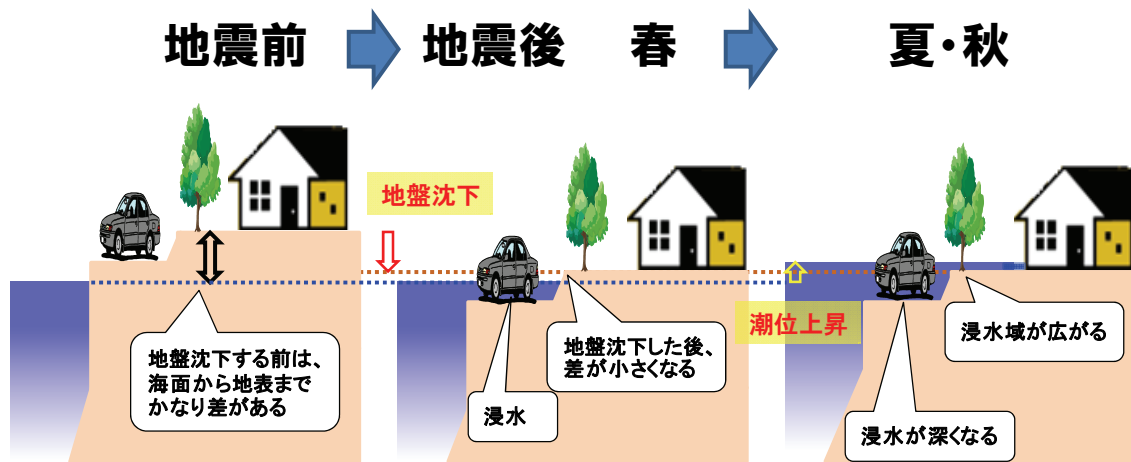 地震前
地震後 春
夏・秋
地盤沈下
地盤沈下する前は、
海面から地表まで
かなり差がある
浸水
地盤沈下した後、
差が小さくなる
潮位上昇
浸水域が広がる
浸水が深くなる